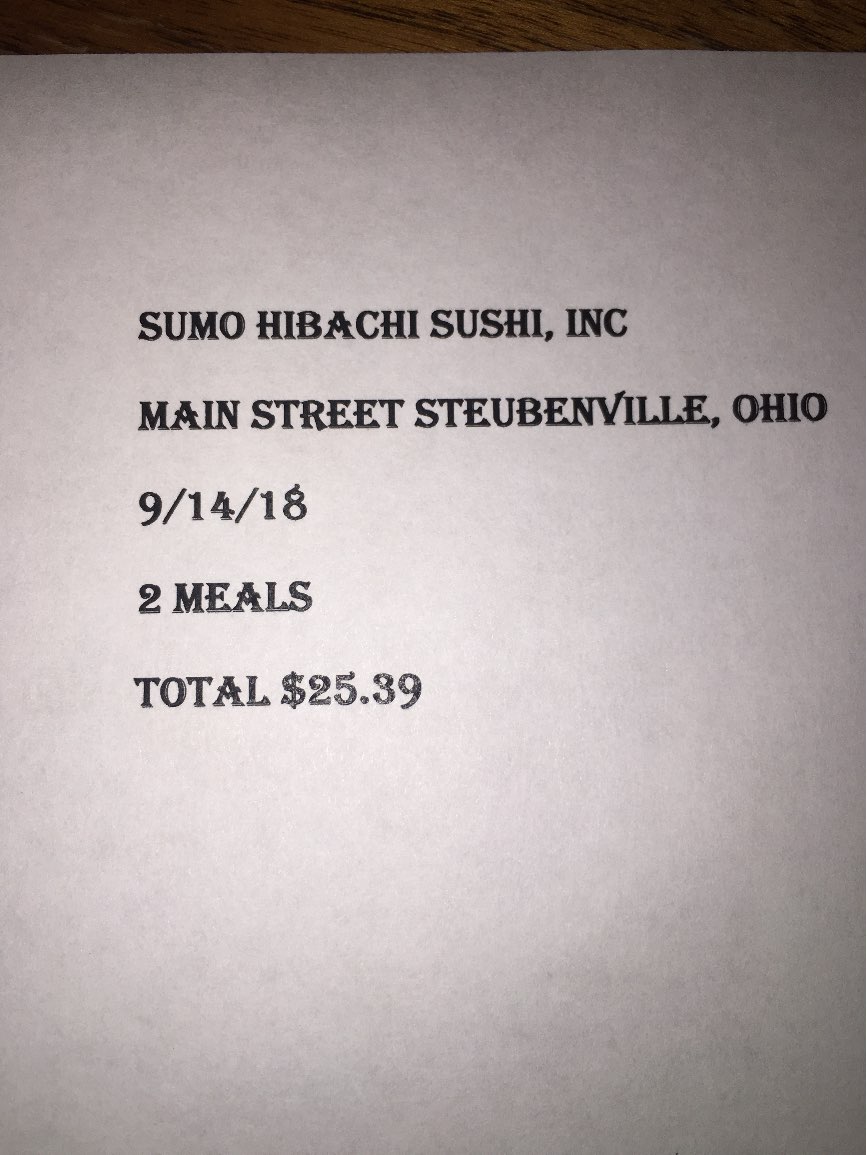 SUMO HIBACHI SUSHI, INC
MAIN STREET STEUBENVILLE, OHIO
9/14/18
2 MEALS
TOTAL $25.39